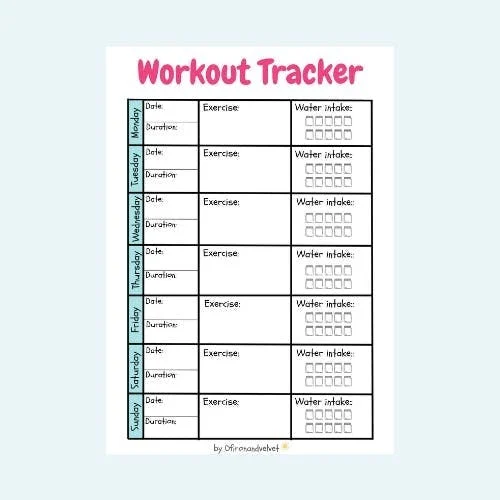 Workout Tracker
Monday
Date:
Duration:
Exercise:
Water intake:
Tuesday
Date:
Duration:
Exercise:
Water intake:
Wednesday
Date:
Duration:
Exercise:
Water intake::
Thursday
Date:
Duration:
Exercise:
Water intake::
Friday
Date:
Duration:
Exercise:
Water intake::
Saturday
Date:
Duration:
Exercise:
Water intake::
Sunday
Date:
Duration:
Exercise:
Water intake::
by Ofironandvelvet